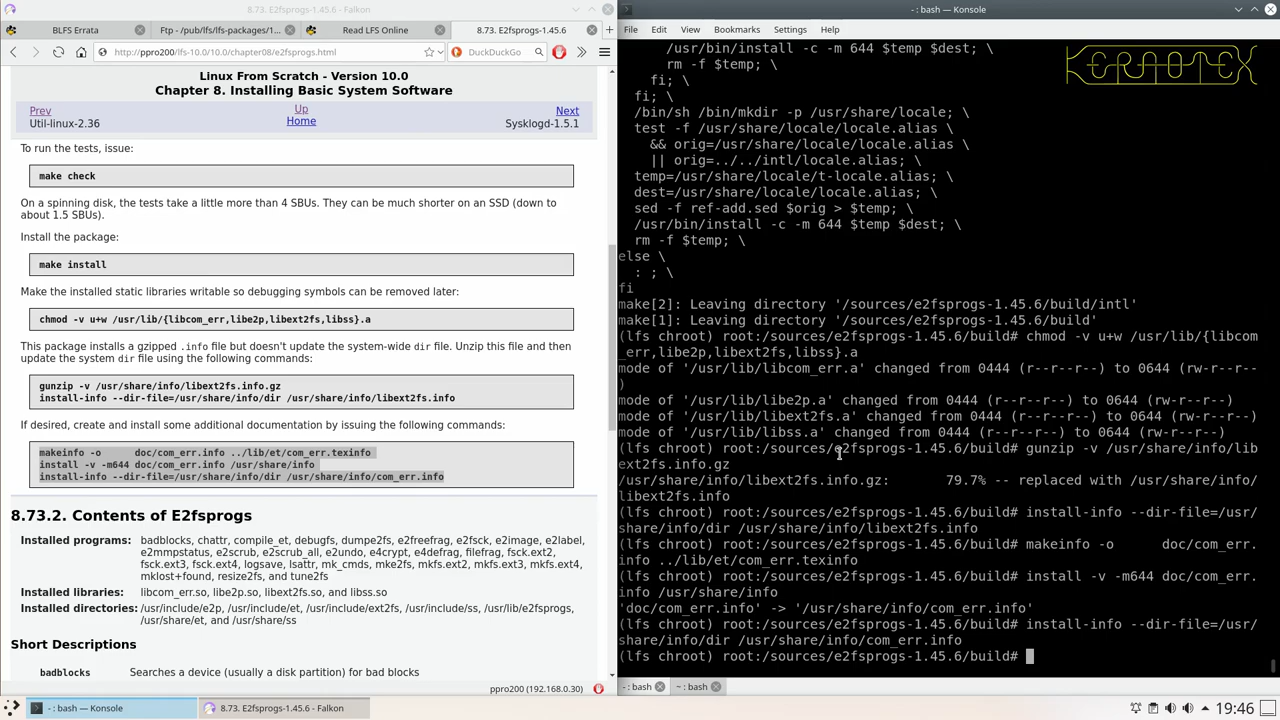 8.73. E2fsprogs-1.45.6 - Falkon
BLFS Errata
Ftp - /pub/lfs/lfs-packages/1...
Read LFS Online
8.73. E2fsprogs-1.45.6
http://ppro200/lfs-10.0/10.0/chapter08/e2fsprogs.html
DuckDuckGo
Linux From Scratch - Version 10.0
Chapter 8. Installing Basic System Software
Prev
Up
Next
Util-linux-2.36
Home
Sysklogd-1.5.1
To run the tests, issue:
make check
On a spinning disk, the tests take a little more than 4 SBUs. They can be much shorter on an SSD (down to
about 1.5 SBUs).
Install the package:
make install
Make the installed static libraries writable so debugging symbols can be removed later:
chmod -v u+w /usr/lib/{libcom_err,libe2p,libext2fs,libss}.a
This package installs a gzipped .info file but doesn't update the system-wide dir file. Unzip this file and then
update the system dir file using the following commands:
gunzip -v /usr/share/info/libext2fs.info.gz
install-info --dir-file=/usr/share/info/dir /usr/share/info/libext2fs.info
If desired, create and install some additional documentation by issuing the following commands:
makeinfo -o      doc/com_err.info ../lib/et/com_err.texinfo
install -v -m644 doc/com_err.info /usr/share/info
install-info --dir-file=/usr/share/info/dir /usr/share/info/com_err.info
8.73.2. Contents of E2fsprogs
Installed programs: badblocks, chattr, compile_et, debugfs, dumpe2fs, e2freefrag, e2fsck, e2image, e2label,
e2mmpstatus, e2scrub, e2scrub_all, e2undo, e4crypt, e4defrag, filefrag, fsck.ext2,
fsck.ext3, fsck.ext4, logsave, lsattr, mk_cmds, mke2fs, mkfs.ext2, mkfs.ext3, mkfs.ext4,
mklost+found, resize2fs, and tune2fs
Installed libraries: libcom_err.so, libe2p.so, libext2fs.so, and libss.so
Installed directories: /usr/include/e2p, /usr/include/et, /usr/include/ext2fs, /usr/include/ss, /usr/lib/e2fsprogs,
/usr/share/et, and /usr/share/ss
Short Descriptions
badblocks Searches a device (usually a disk partition) for bad blocks
ppro200 (192.168.0.30)
- : bash — Konsole
File Edit View Bookmarks Settings Help
KERNOTEX
/usr/bin/install -c -m 644 $temp $dest; \
rm -f $temp; \
fi; \
fi; \
/bin/sh /bin/mkdir -p /usr/share/locale; \
test -f /usr/share/locale/locale.alias \
&& orig=/usr/share/locale/locale.alias \
|| orig=../../intl/locale.alias; \
temp=/usr/share/locale/t-locale.alias; \
dest=/usr/share/locale/locale.alias; \
sed -f ref-add.sed $orig > $temp; \
/usr/bin/install -c -m 644 $temp $dest; \
rm -f $temp; \
else \
: ; \
fi
make[2]: Leaving directory '/sources/e2fsprogs-1.45.6/build/intl'
make[1]: Leaving directory '/sources/e2fsprogs-1.45.6/build'
(lfs chroot) root:/sources/e2fsprogs-1.45.6/build# chmod -v u+w /usr/lib/{libcom
_err,libe2p,libext2fs,libss}.a
mode of '/usr/lib/libcom_err.a' changed from 0444 (r--r--r--) to 0644 (rw-r--r--
)
mode of '/usr/lib/libe2p.a' changed from 0444 (r--r--r--) to 0644 (rw-r--r--)
mode of '/usr/lib/libext2fs.a' changed from 0444 (r--r--r--) to 0644 (rw-r--r--)
mode of '/usr/lib/libss.a' changed from 0444 (r--r--r--) to 0644 (rw-r--r--)
(lfs chroot) root:/sources/e2fsprogs-1.45.6/build# gunzip -v /usr/share/info/lib
ext2fs.info.gz
/usr/share/info/libext2fs.info.gz:       79.7% -- replaced with /usr/share/info/
libext2fs.info
(lfs chroot) root:/sources/e2fsprogs-1.45.6/build# install-info --dir-file=/usr/
share/info/dir /usr/share/info/libext2fs.info
(lfs chroot) root:/sources/e2fsprogs-1.45.6/build# makeinfo -o      doc/com_err.
info ../lib/et/com_err.texinfo
(lfs chroot) root:/sources/e2fsprogs-1.45.6/build# install -v -m644 doc/com_err.
info /usr/share/info
'doc/com_err.info' -> '/usr/share/info/com_err.info'
(lfs chroot) root:/sources/e2fsprogs-1.45.6/build# install-info --dir-file=/usr/
share/info/dir /usr/share/info/com_err.info
(lfs chroot) root:/sources/e2fsprogs-1.45.6/build#
- : bash
~ : bash
- : bash — Konsole
8.73. E2fsprogs-1.45.6 - Falkon
19:46